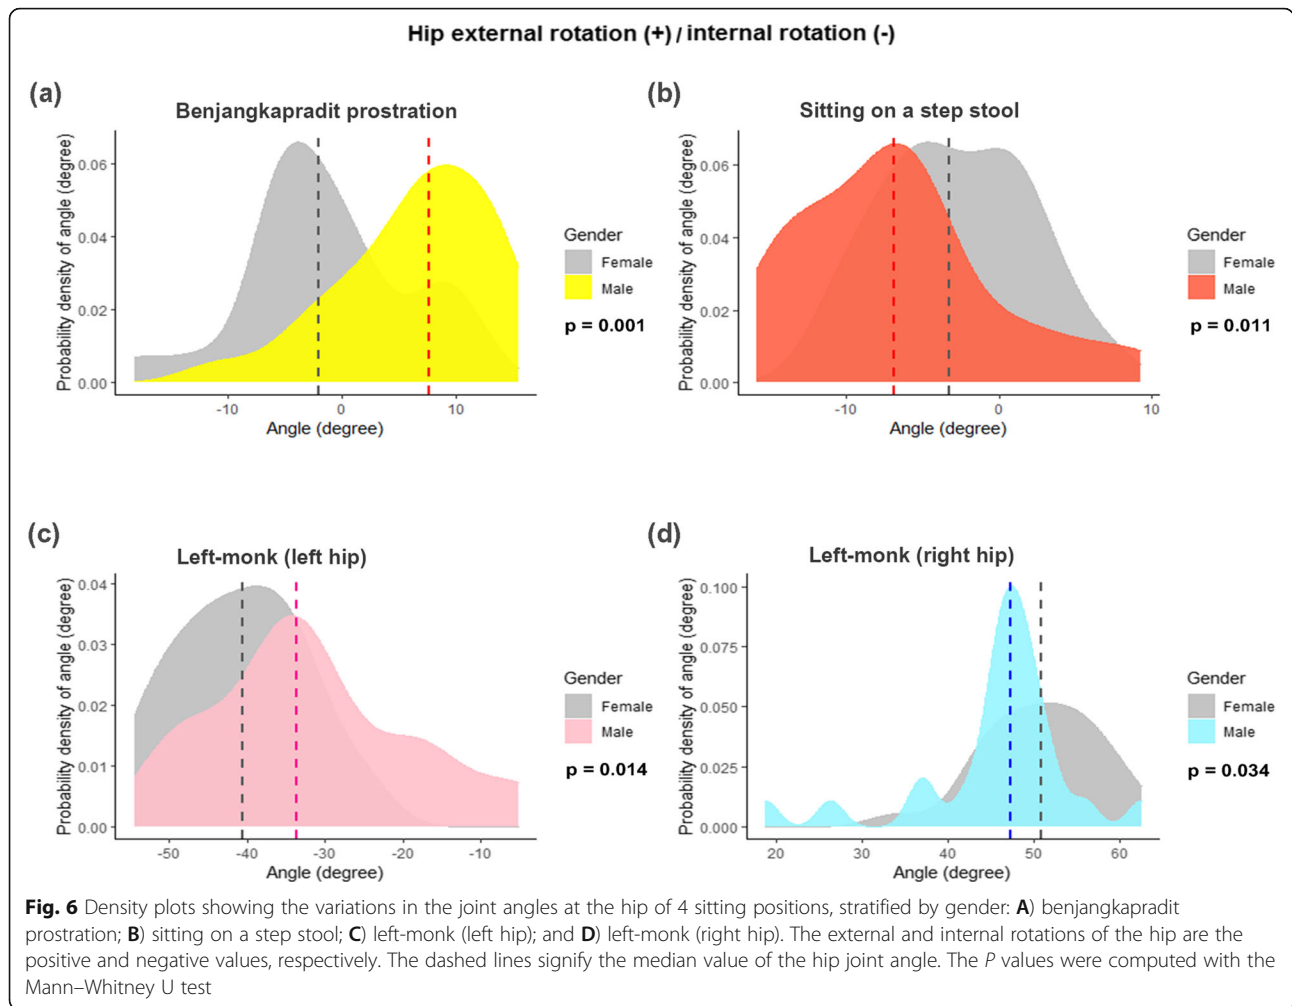 Hip external rotation (+) / internal rotation (-)
(a)
Benjangkapradit prostration
Probability density of angle (degree)
0.06
0.04
0.02
0.00
-10
0
10
Angle (degree)
Gender
Female
Male
p = 0.001
(b)
Sitting on a step stool
Probability density of angle (degree)
0.06
0.04
0.02
0.00
-10
0
10
Angle (degree)
Gender
Female
Male
p = 0.011
(c)
Left-monk (left hip)
Probability density of angle (degree)
0.04
0.03
0.02
0.01
0.00
-50
-40
-30
-20
-10
Angle (degree)
Gender
Female
Male
p = 0.014
(d)
Left-monk (right hip)
Probability density of angle (degree)
0.100
0.075
0.050
0.025
0.000
20
30
40
50
60
Angle (degree)
Gender
Female
Male
p = 0.034
Fig. 6 Density plots showing the variations in the joint angles at the hip of 4 sitting positions, stratified by gender: A) benjangkapradit
prostration; B) sitting on a step stool; C) left-monk (left hip); and D) left-monk (right hip). The external and internal rotations of the hip are the
positive and negative values, respectively. The dashed lines signify the median value of the hip joint angle. The P values were computed with the
Mann–Whitney U test